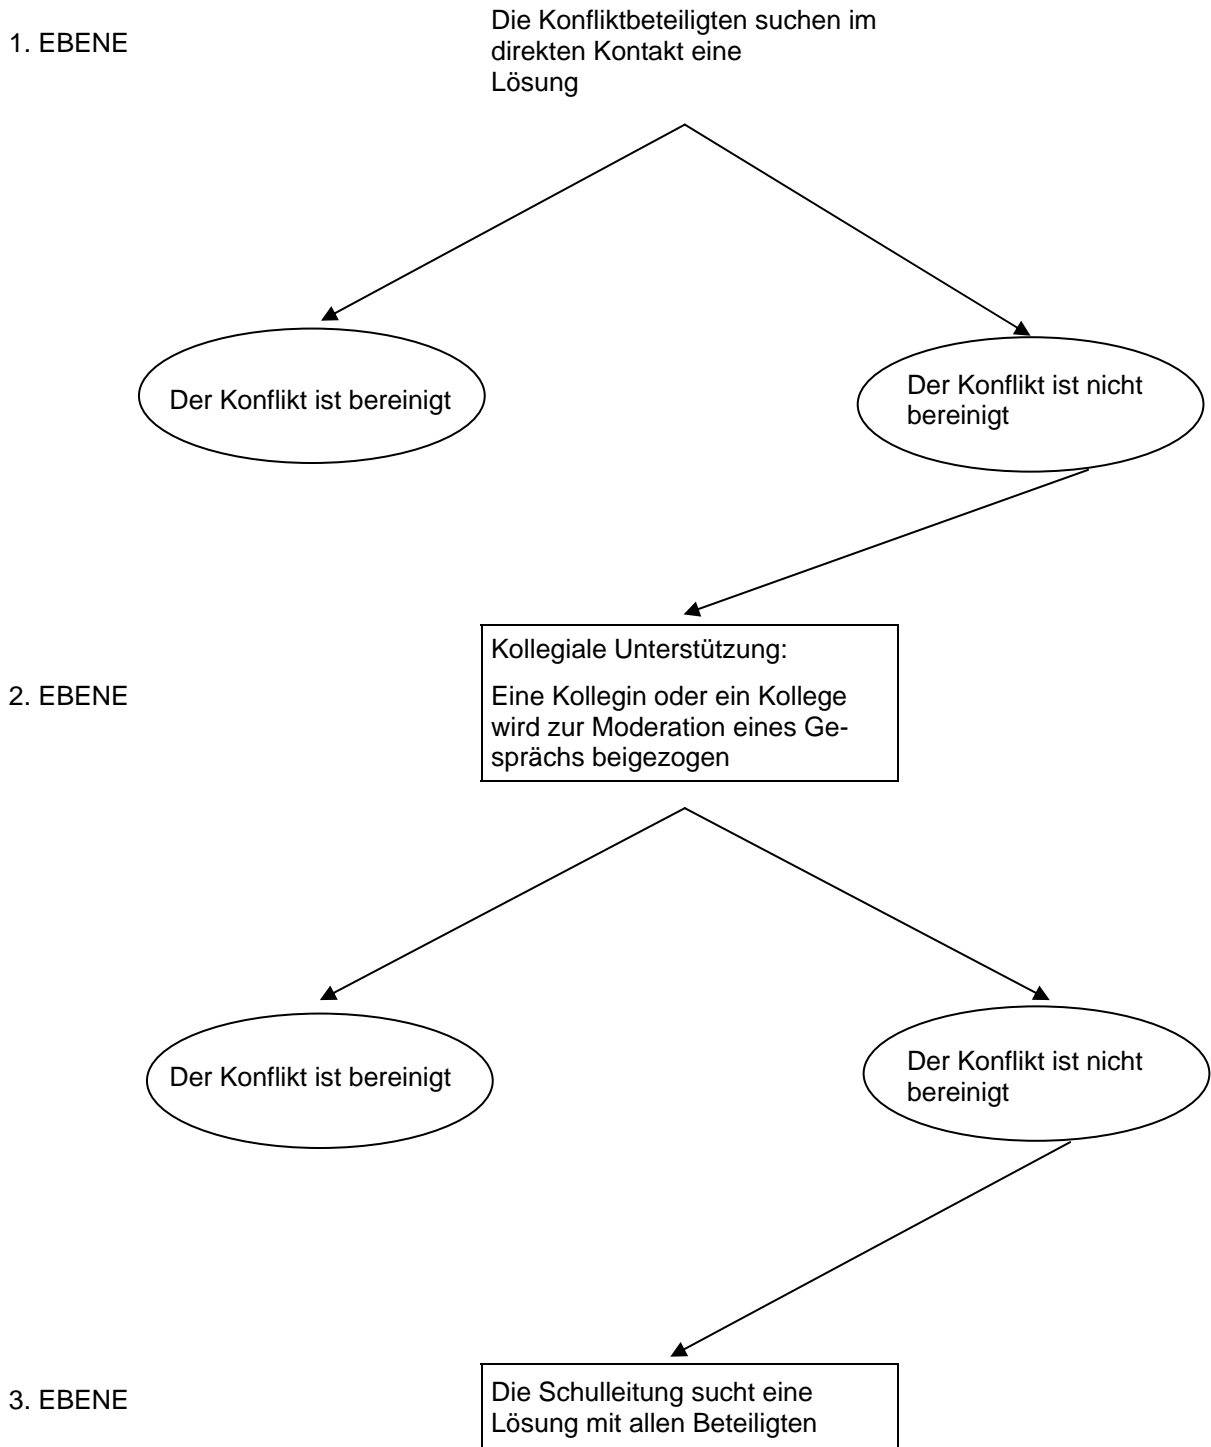 1. EBENE
Die Konfliktbeteiligten suchen im
direkten Kontakt eine
Lösung
Der Konflikt ist bereinigt
Der Konflikt ist nicht
bereinigt
2. EBENE
Kollegiale Unterstützung:
Eine Kollegin oder ein Kollege
wird zur Moderation eines Ge-
sprächs beigezogen
Der Konflikt ist bereinigt
Der Konflikt ist nicht
bereinigt
3. EBENE
Die Schulleitung sucht eine
Lösung mit allen Beteiligten